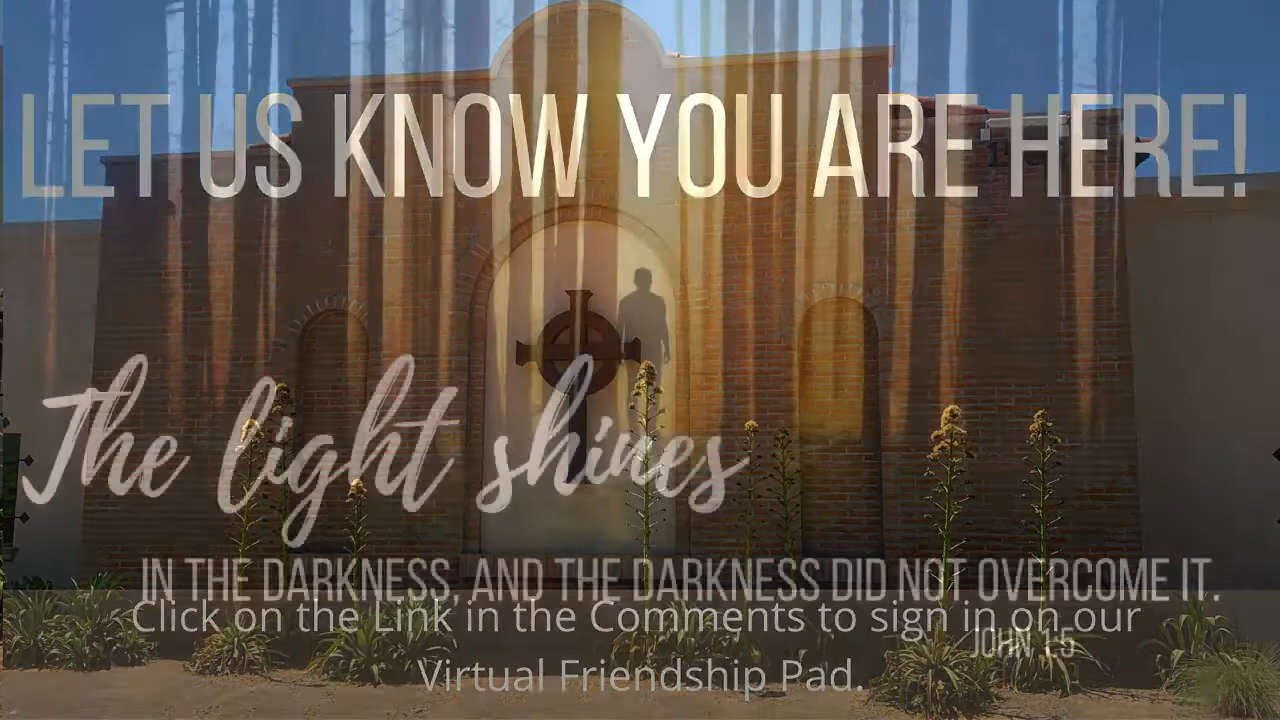 LET US KNOW YOU ARE HERE!
The light shines
IN THE DARKNESS, AND THE DARKNESS DID NOT OVERCOME IT.
Click on the Link in the Comments to sign in on our
JOHN 1:5
Virtual Friendship Pad.